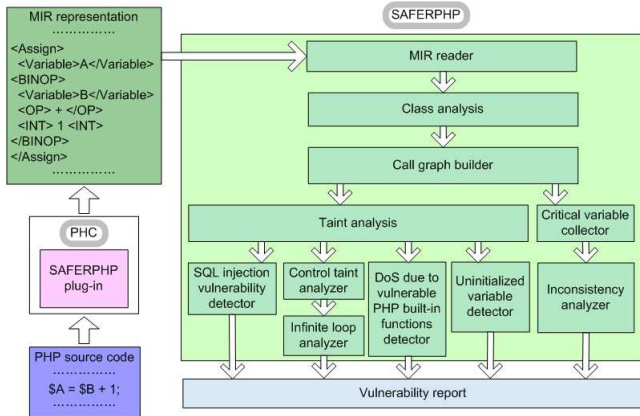 MIR representation
………………
<Assign>
<Variable>A</Variable>
<BINOP>
<Variable>B</Variable>
<OP> + </OP>
<INT> 1 <INT>
</BINOP>
</Assign>
………………
PHC
SAFERPHP
plug-in
PHP source code
……………
$A = $B + 1;
……………
SAFERPHP
MIR reader
Class analysis
Call graph builder
Taint analysis
Critical variable
collector
SQL injection
vulnerability
detector
Control taint
analyzer
Infinite loop
analyzer
DoS due to
vulnerable
PHP built-in
functions
detector
Uninitialized
variable
detector
Inconsistency
analyzer
Vulnerability report